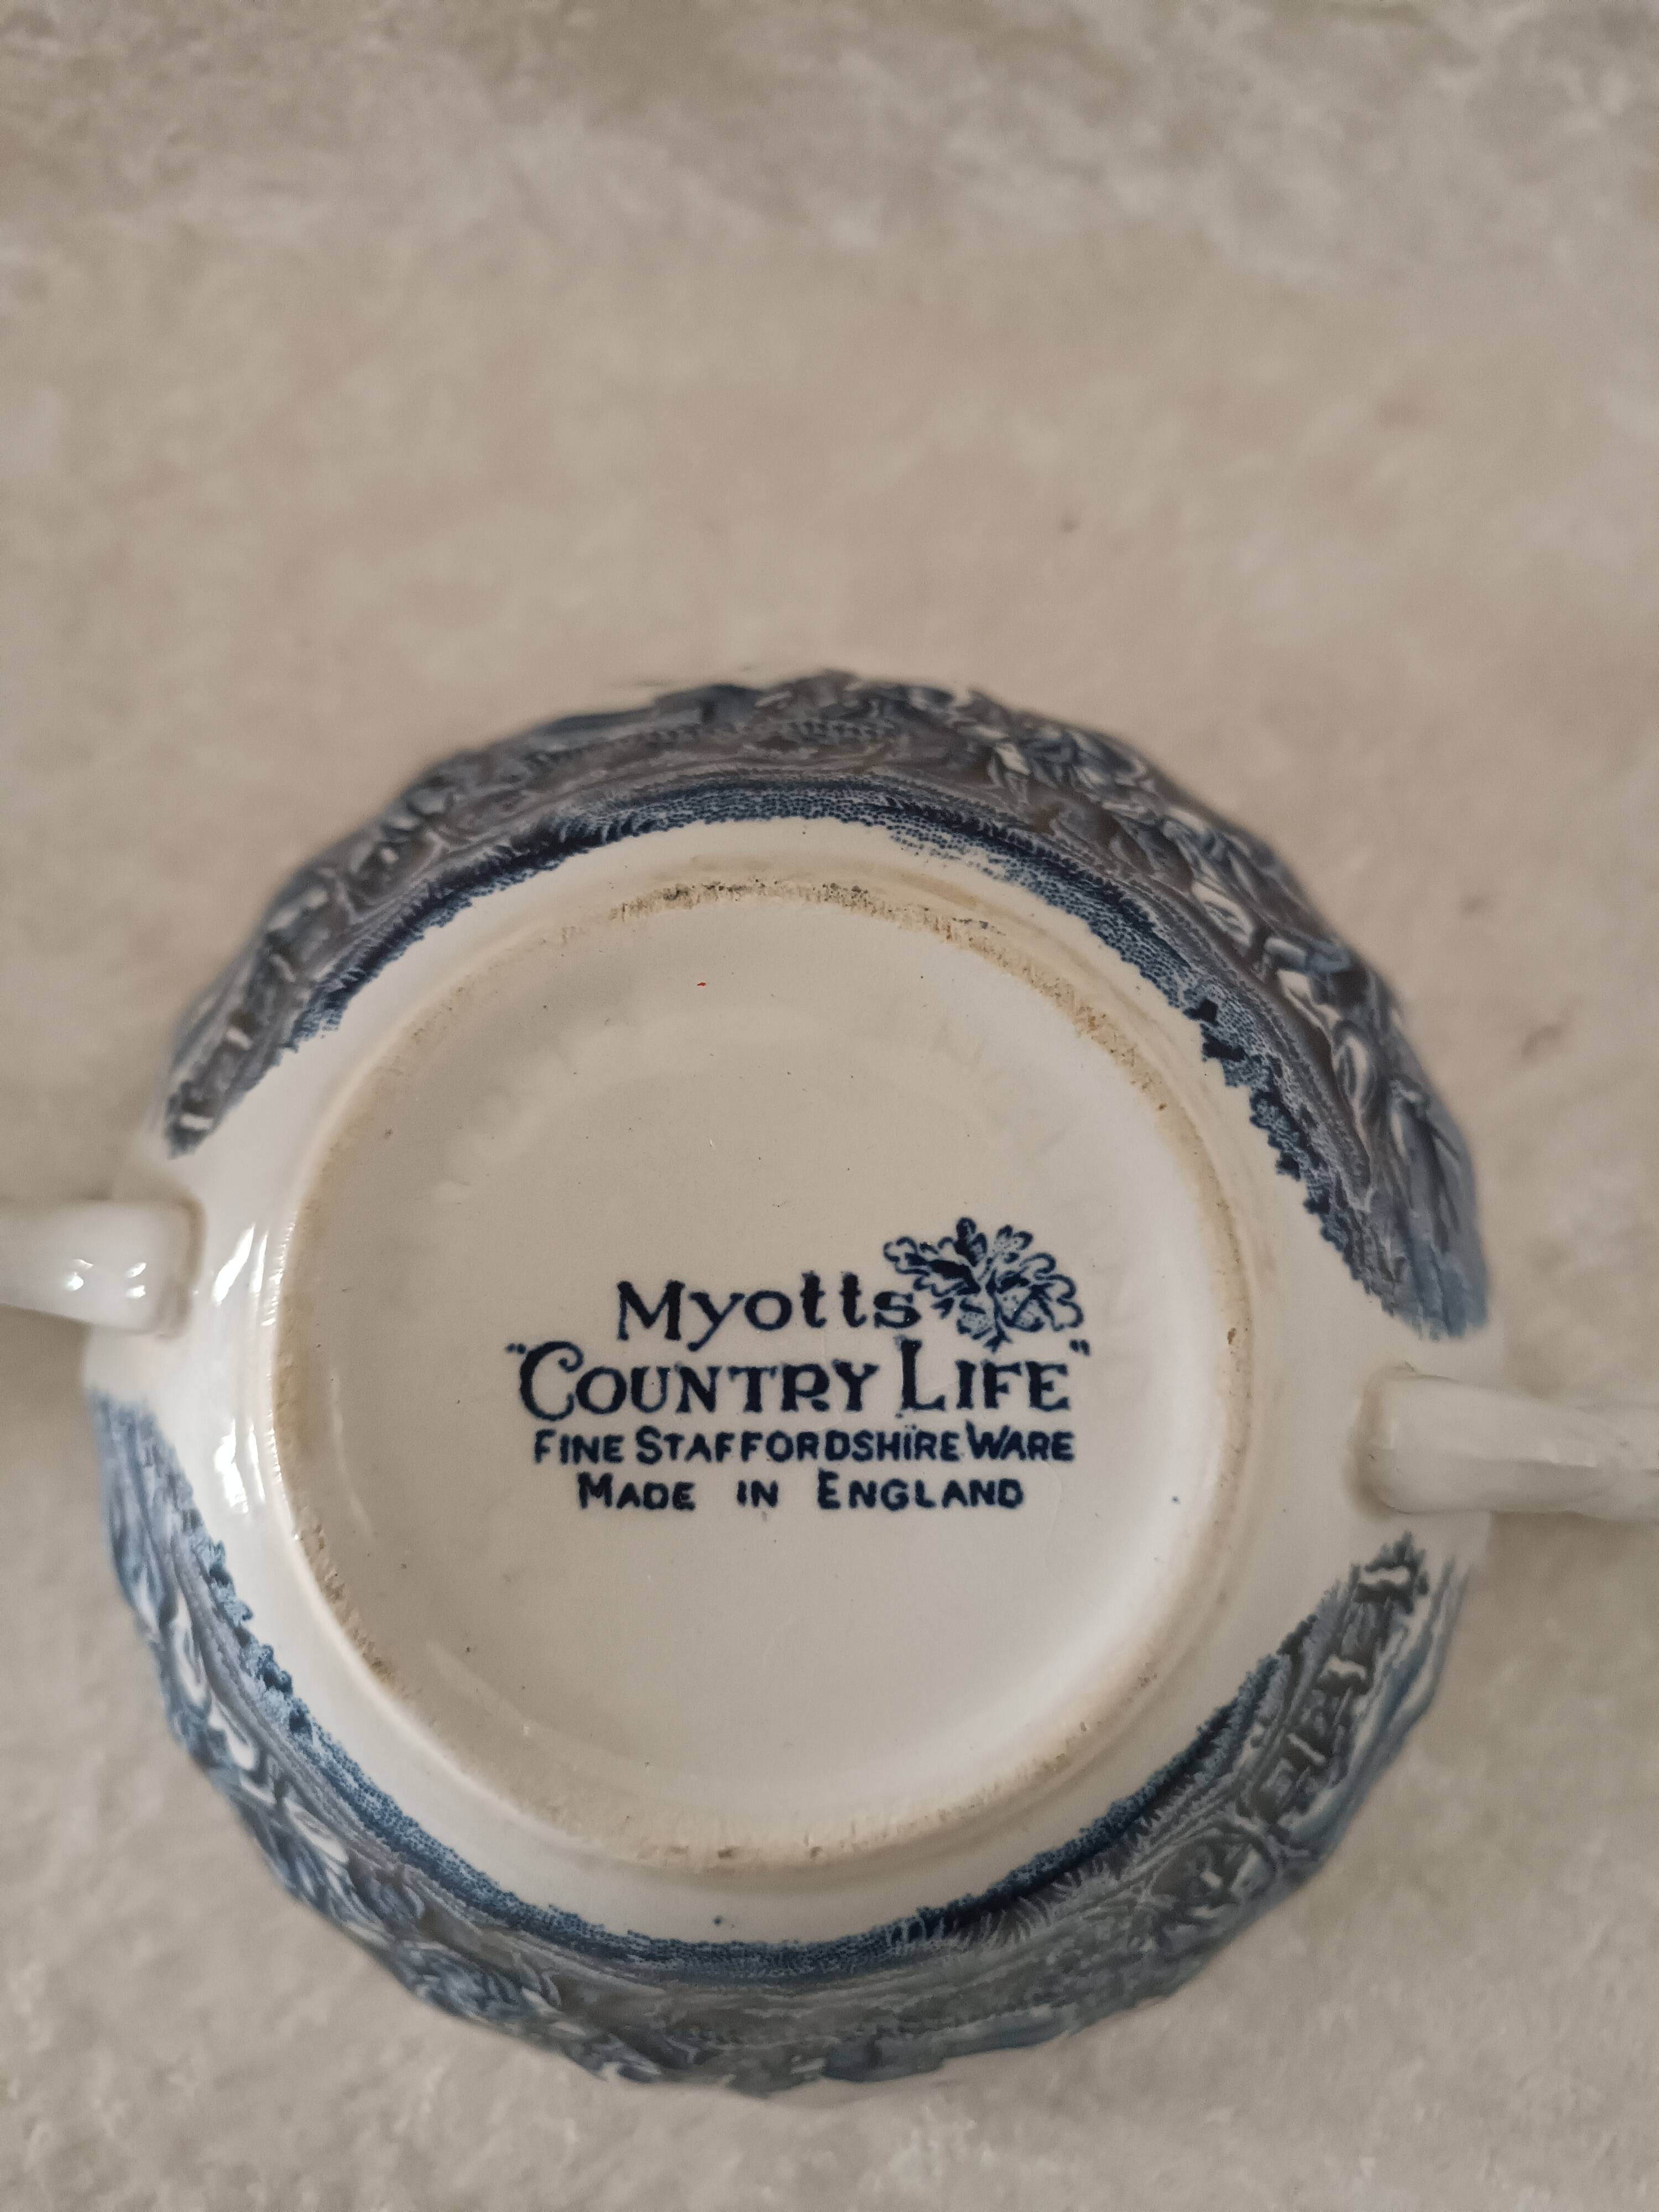 Myotts
"COUNTRY LIFE"
FINE STAFFORDSHIRE WARE
MADE IN ENGLAND